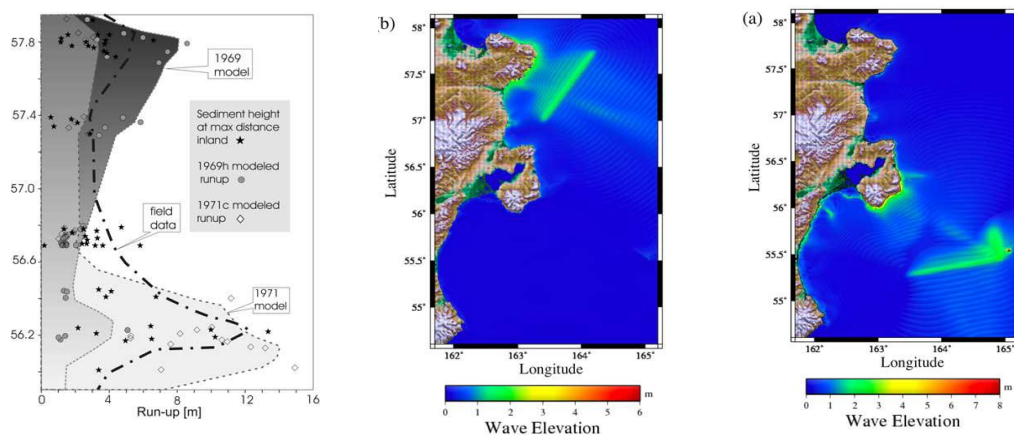 57.8
57.4
57.0
56.6
56.2
0
4
8
12
16
Run-up [m]
1969
model
Sediment height
at max distance
inland
1969h modeled
runup
1971c modeled
runup
field
data
1971
model
b)
58°
57.5°
57°
56.5°
56°
55.5°
55°
Latitude
162°
163°
164°
165°
Longitude
0
1
2
3
4
5
6
m
Wave Elevation
(a)
58°
57.5°
57°
56.5°
56°
55.5°
55°
Latitude
162°
163°
164°
165°
Longitude
0
1
2
3
4
5
6
7
8
m
Wave Elevation